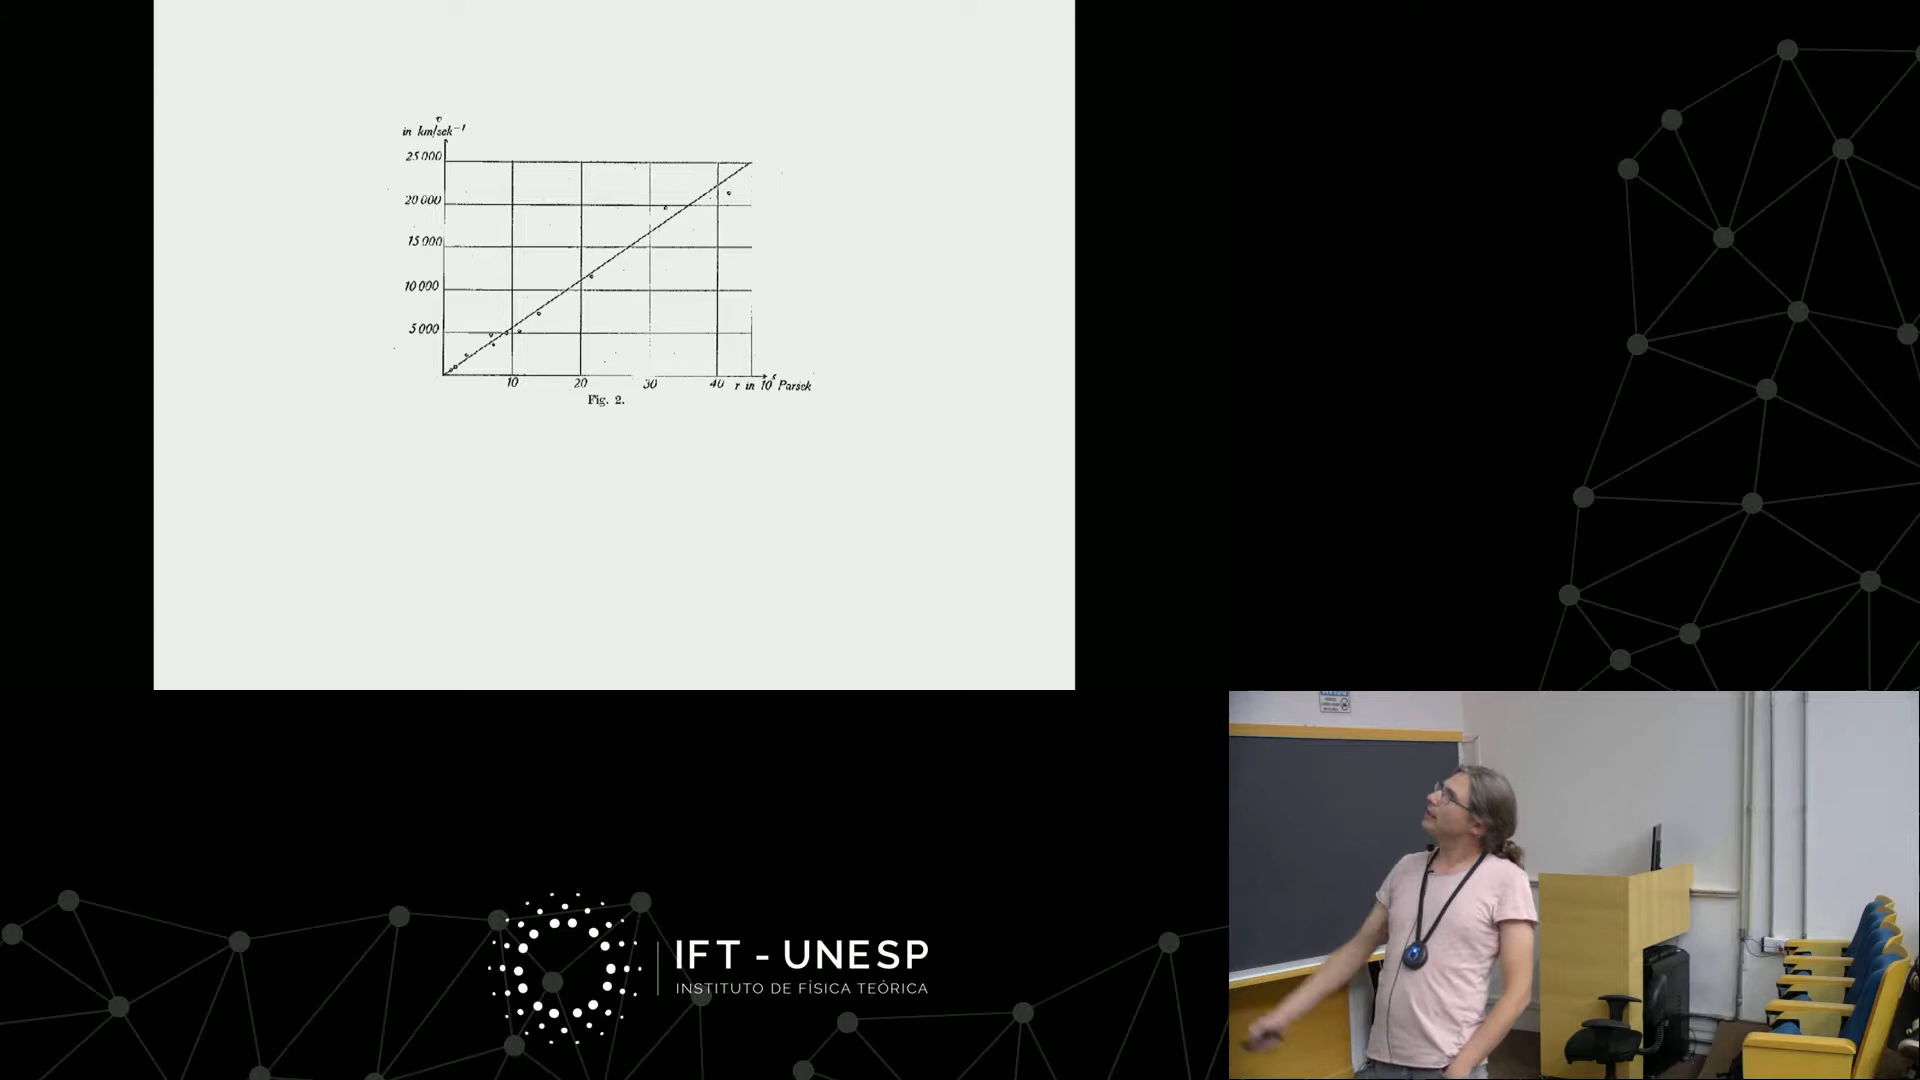 v
in km/sek⁻¹
25 000
20 000
15 000
10 000
5 000
10 20 30 40 r in 10⁶ Parsek
Fig. 2.
IFT - UNESP
INSTITUTO DE FÍSICA TEÓRICA